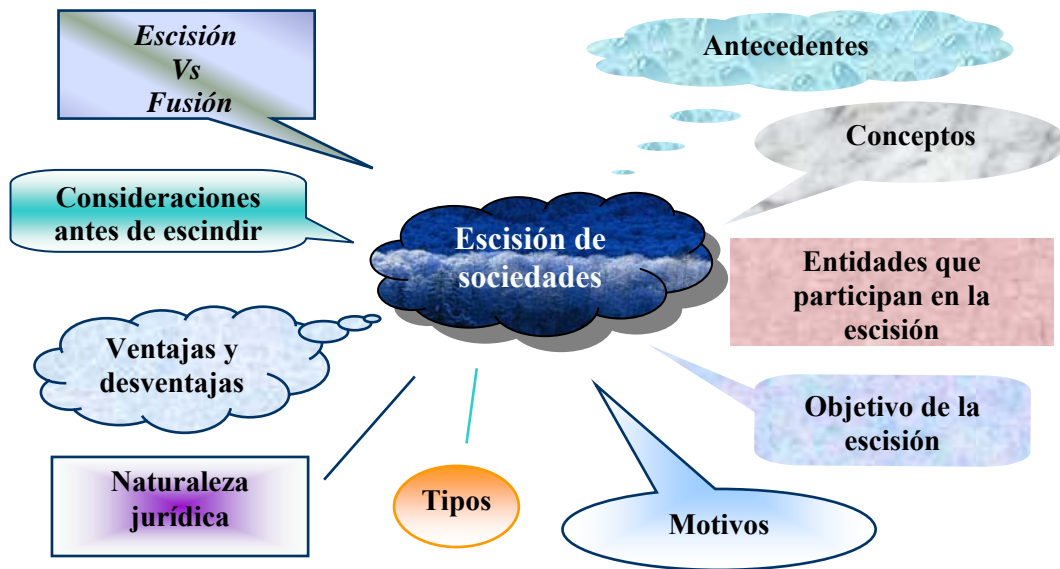 Escisión
Vs
Fusión
Antecedentes
Conceptos
Consideraciones
antes de escindir
Escisión de
sociedades
Entidades que
participan en la
escisión
Ventajas y
desventajas
Objetivo de la
escisión
Naturaleza
jurídica
Tipos
Motivos